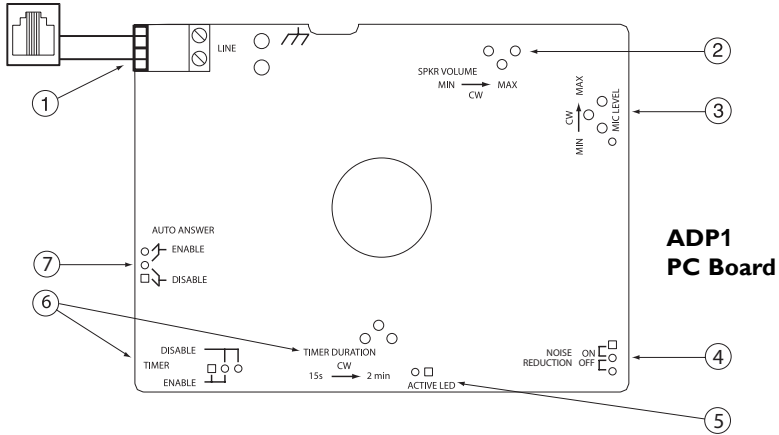 LINE
SPKR VOLUME
MIN MAX
CW
2
MAX
CW
MIN
MIC LEVEL
3
1
ADP1
PC Board
AUTO ANSWER
ENABLE
DISABLE
7
6
DISABLE
TIMER
ENABLE
TIMER DURATION
CW
15s 2 min
ACTIVE LED
NOISE ON
REDUCTION OFF
4
5